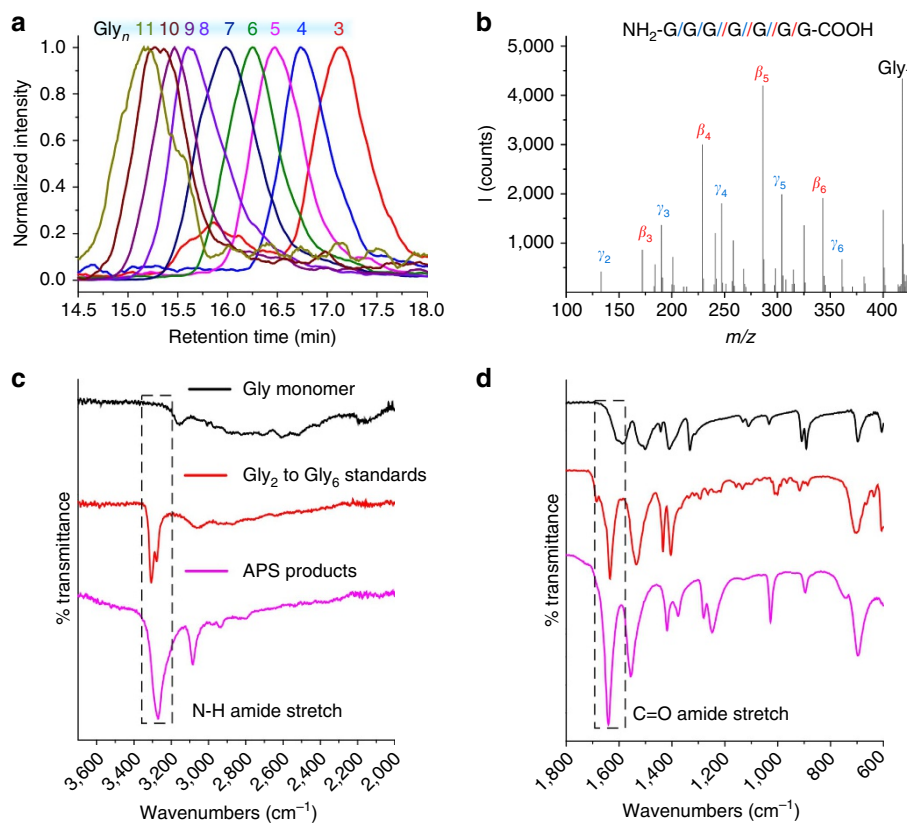 a
Glyₙ 11 10 9 8 7 6 5 4 3
Normalized intensity
1.0
0.8
0.6
0.4
0.2
0.0
14.5 15.0 15.5 16.0 16.5 17.0 17.5 18.0
Retention time (min)
b
NH₂-G/G/G//G//G//G/G-COOH
I (counts)
5,000
4,000
3,000
2,000
1,000
γ₂
β₃
γ₃
β₄
γ₄
β₅
γ₅
β₆
γ₆
Gly
100 150 200 250 300 350 400
m/z
c
Gly monomer
Gly₂ to Gly₆ standards
APS products
N-H amide stretch
% transmittance
3,600 3,400 3,200 3,000 2,800 2,600 2,400 2,200 2,000
Wavenumbers (cm⁻¹)
d
C=O amide stretch
% transmittance
1,800 1,600 1,400 1,200 1,000 800 600
Wavenumbers (cm⁻¹)